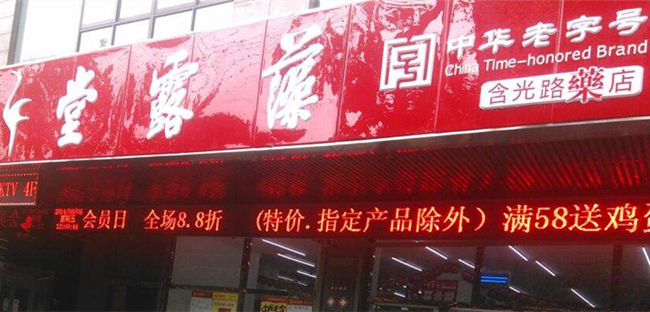 堂露藻
中华老字号
China Time-honored Brand
含光路藥店
KTV 4F
会员日 全场8.8折 (特价.指定产品除外) 满58送鸡